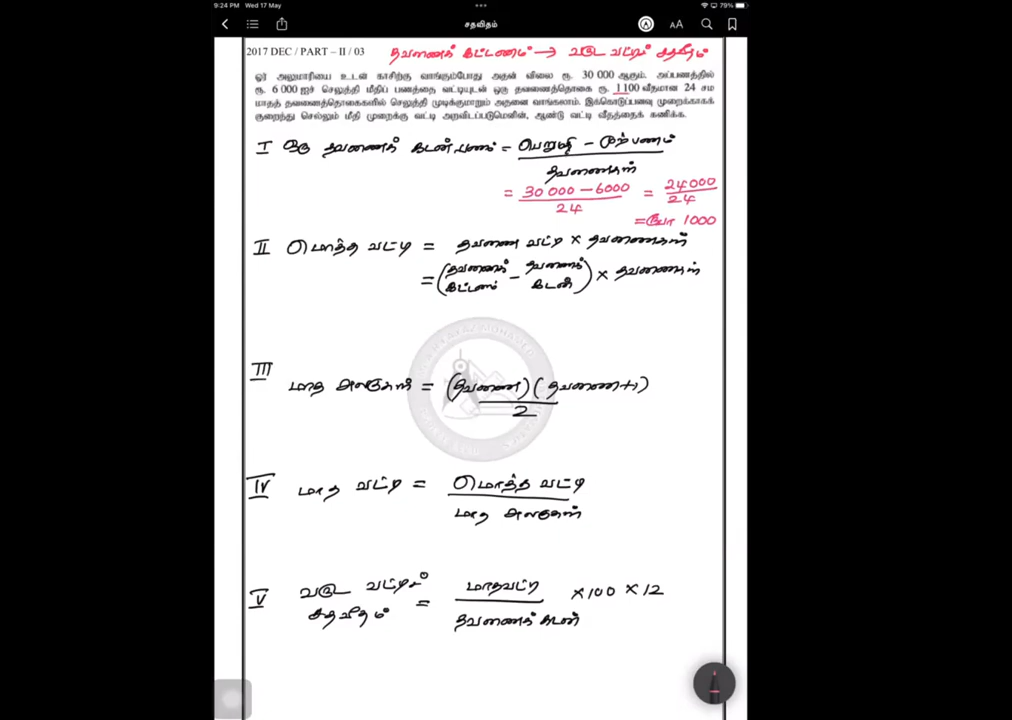 9:24 PM Wed 17 May
79%
சதவிதம்
AA
2017 DEC / PART – II / 03 தவணைக் கட்டணம் → வருட வட்டிச் சதவீதம்
ஓர் அலுமாரியை உடன் காசிற்கு வாங்கும்போது அதன் விலை ரூ. 30 000 ஆகும். அப்பணத்தில்
ரூ. 6 000 ஐச் செலுத்தி மீதிப் பணத்தை வட்டியுடன் ஒரு தவணைத்தொகை ரூ. 1100 வீதமான 24 சம
மாதத் தவணைத்தொகைகளில் செலுத்தி முடிக்குமாறும் அதனை வாங்கலாம். இக்கொடுப்பனவு முறைக்காகக்
குறைந்து செல்லும் மீதி முறைக்கு வட்டி அறவிடப்படுமெனின், ஆண்டு வட்டி வீதத்தைக் கணிக்க.
I ஒரு தவணைக் கடன் பணம் = பெறுமதி – முற்பணம்
தவணைகள்
= 30 000 – 6000 = 24000
24 24
= ரூபா 1000
II மொத்த வட்டி = தவணை வட்டி × தவணைகள்
= (தவணைக் கட்டணம் – தவணைக் கடன்) × தவணைகள்
III மாத அலகுகள் = (தவணை) (தவணை+1)
2
IV மாத வட்டி = மொத்த வட்டி
மாத அலகுகள்
V வருட வட்டிச் சதவீதம் = மாதவட்டி × 100 × 12
தவணைக் கடன்